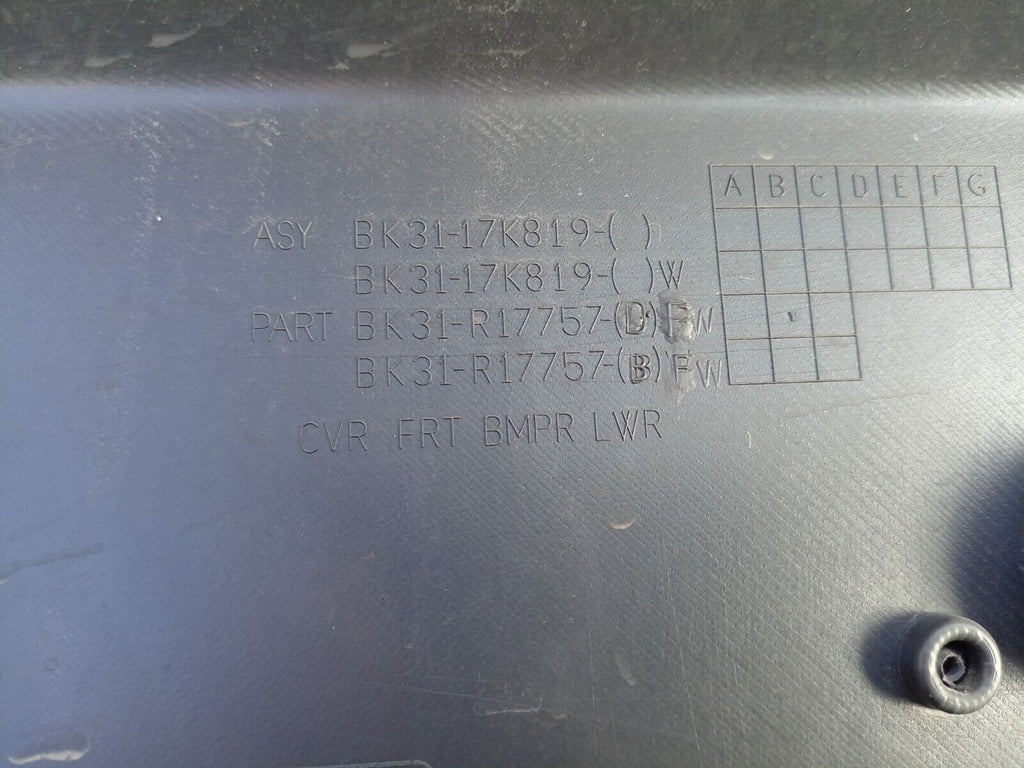 A B C D E F G
ASY BK31-17K819-( )
BK31-17K819-( )W
PART BK31-R17757-(D)FW
BK31-R17757-(B)FW
CVR FRT BMPR LWR